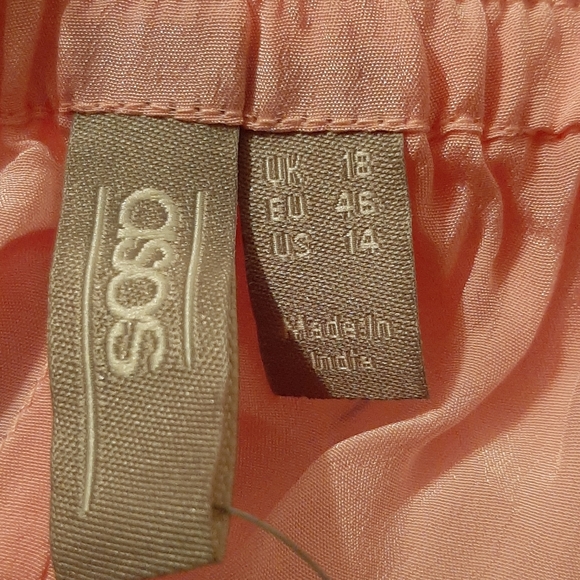 asos
UK 18
EU 46
US 14
Made In
India